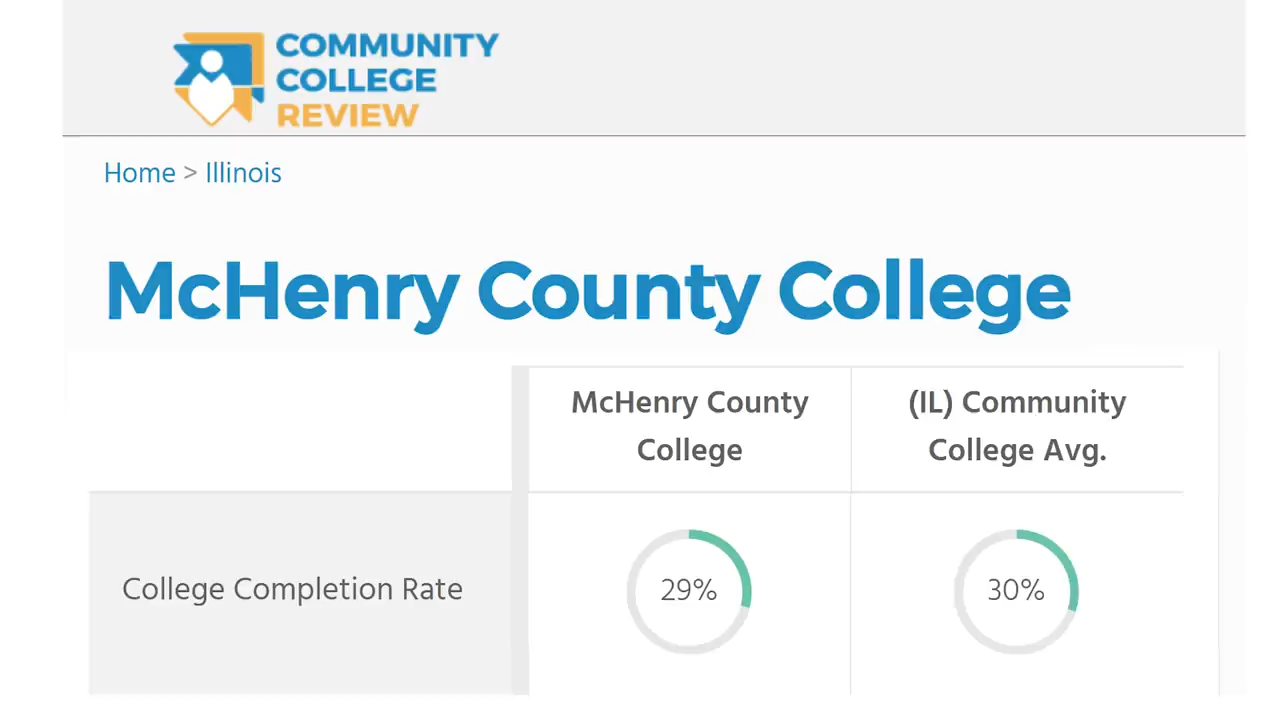 COMMUNITY
COLLEGE
REVIEW
Home > Illinois
McHenry County College
McHenry County
College
(IL) Community
College Avg.
College Completion Rate
29%
30%